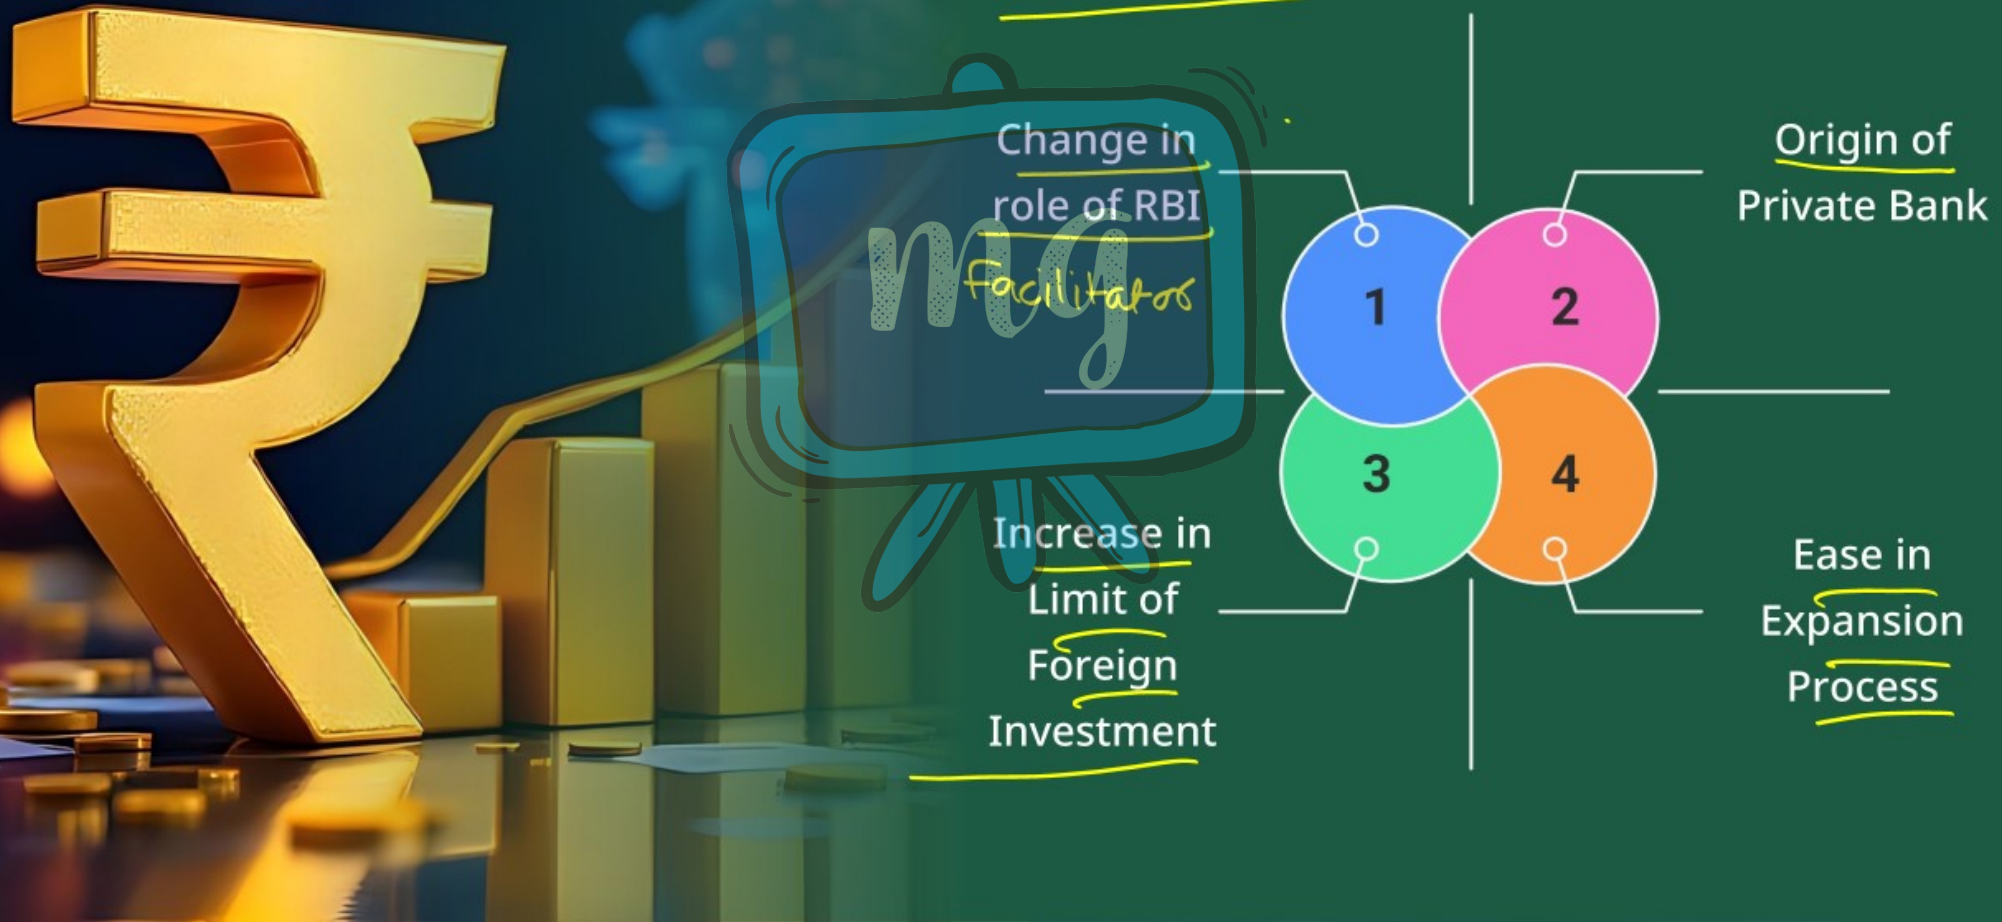 Change in
role of RBI
Facilitator
1
Origin of
Private Bank
2
mg
Increase in
Limit of
Foreign
Investment
3
4
Ease in
Expansion
Process